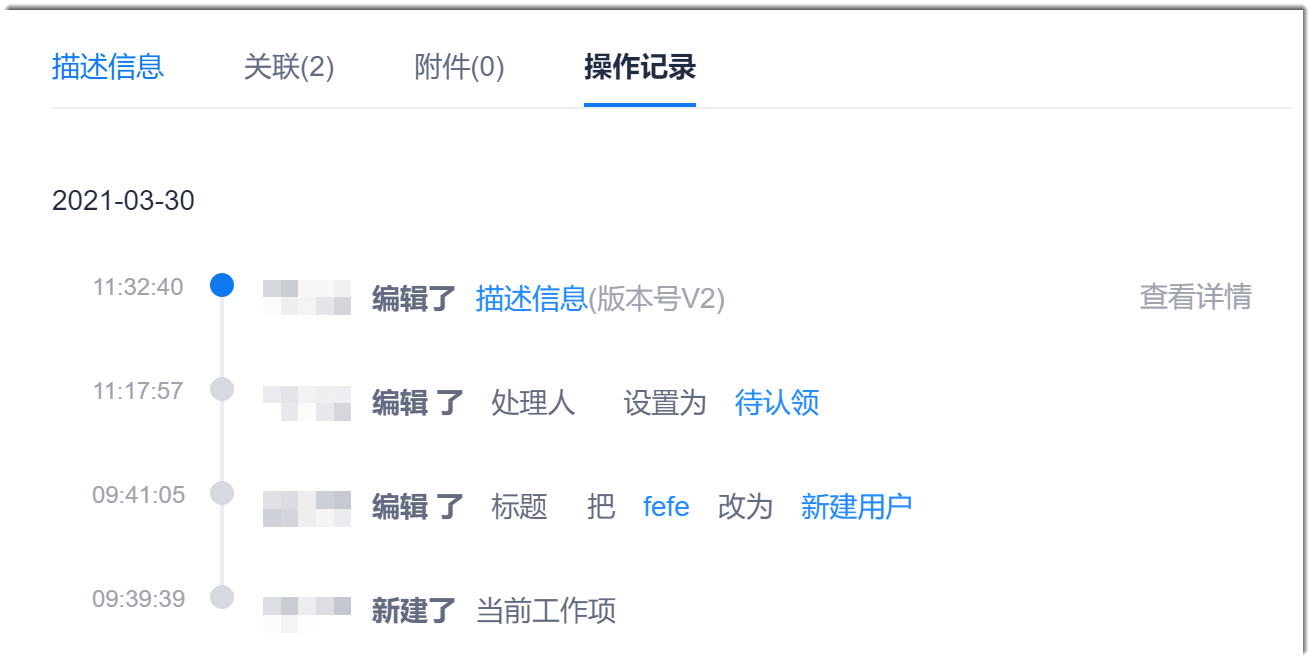 描述信息 关联(2) 附件(0) 操作记录
2021-03-30
11:32:40 编辑了 描述信息(版本号V2) 查看详情
11:17:57 编辑 了 处理人 设置为 待认领
09:41:05 编辑 了 标题 把 fefe 改为 新建用户
09:39:39 新建了 当前工作项